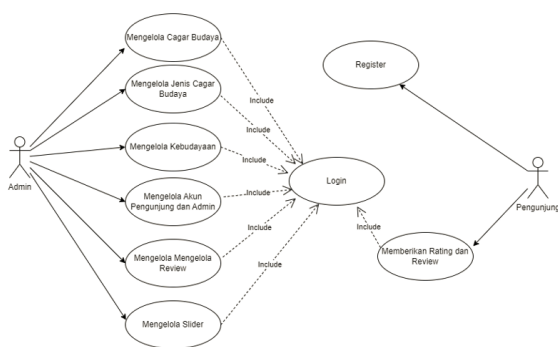 Mengelola Cagar Budaya
Mengelola Jenis Cagar
Budaya
Mengelola Kebudayaan
Mengelola Akun
Pengunjung dan Admin
Mengelola Mengelola
Review
Mengelola Slider
Admin
Include
Include
Include
Include
Include
Include
Login
Register
Include
Memberikan Rating dan
Review
Pengunjung